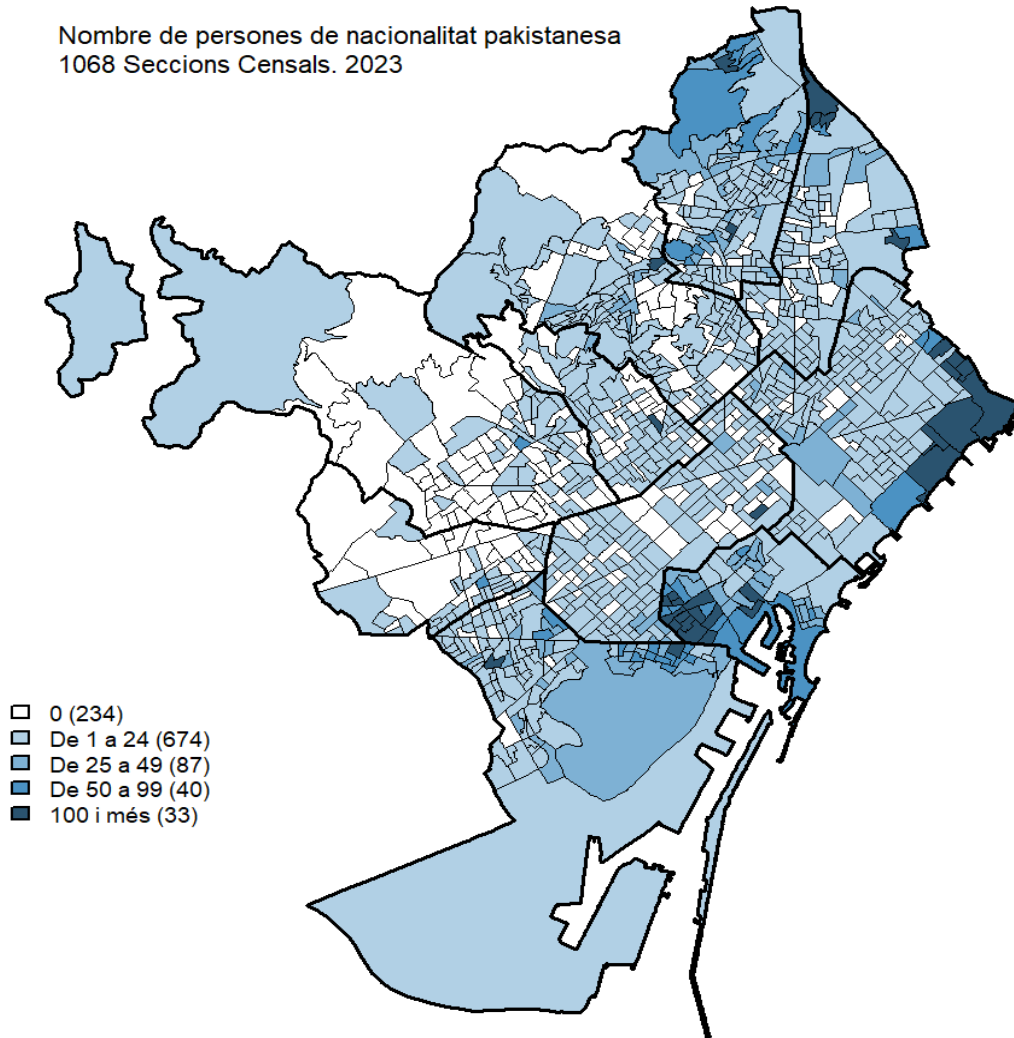 Nombre de persones de nacionalitat pakistanesa
1068 Seccions Censals. 2023
0 (234)
De 1 a 24 (674)
De 25 a 49 (87)
De 50 a 99 (40)
100 i més (33)